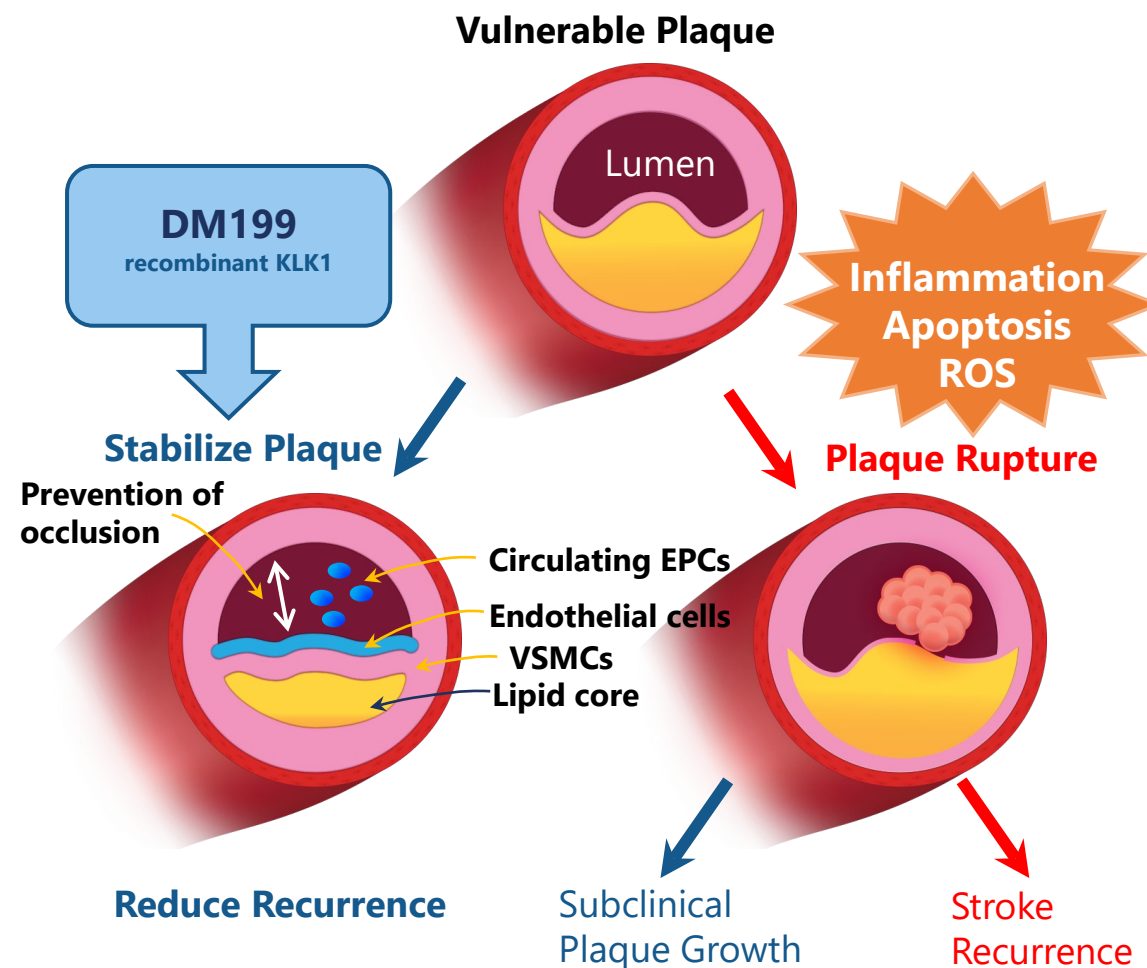 Vulnerable Plaque
Lumen
DM199
recombinant KLK1
Inflammation
Apoptosis
ROS
Stabilize Plaque
Plaque Rupture
Prevention of
occlusion
Circulating EPCs
Endothelial cells
VSMCs
Lipid core
Reduce Recurrence
Subclinical
Plaque Growth
Stroke
Recurrence